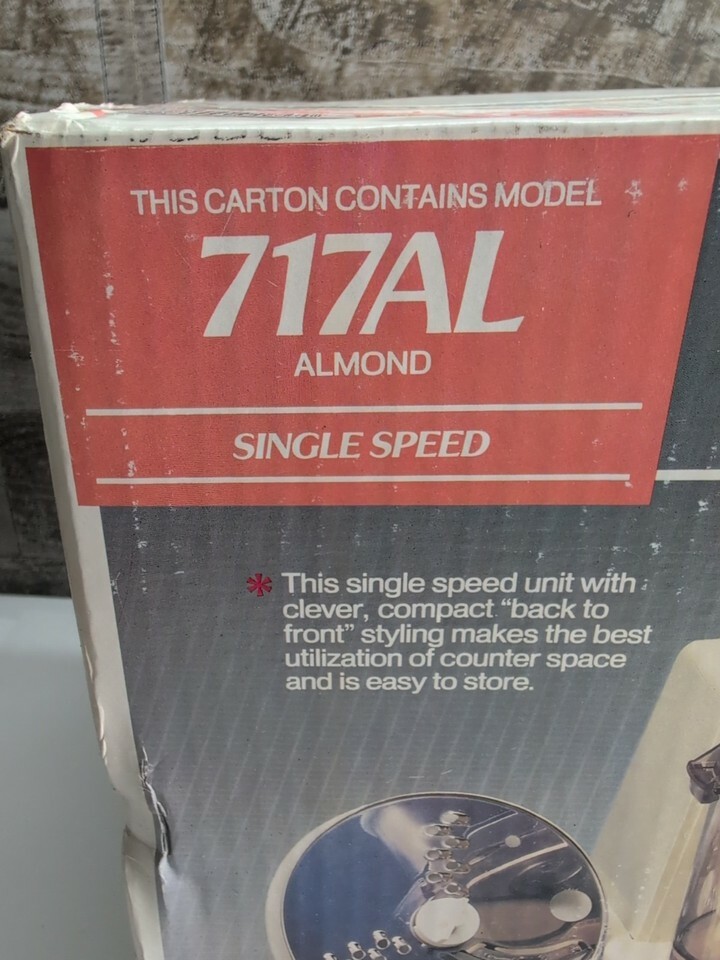 THIS CARTON CONTAINS MODEL
717AL
ALMOND
SINGLE SPEED
* This single speed unit with
clever, compact “back to
front” styling makes the best
utilization of counter space
and is easy to store.